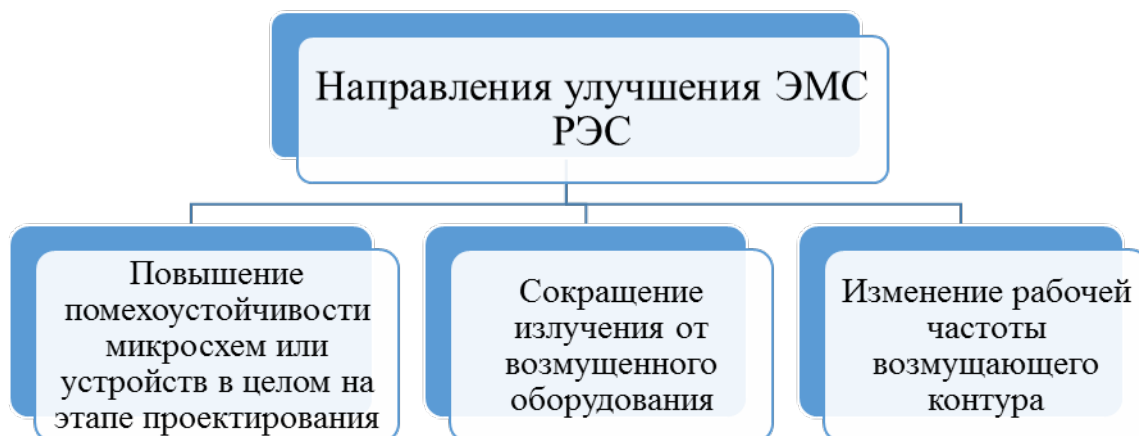 Направления улучшения ЭМС
РЭС
Повышение
помехоустойчивости
микросхем или
устройств в целом на
этапе проектирования
Сокращение
излучения от
возмущенного
оборудования
Изменение рабочей
частоты
возмущающего
контура